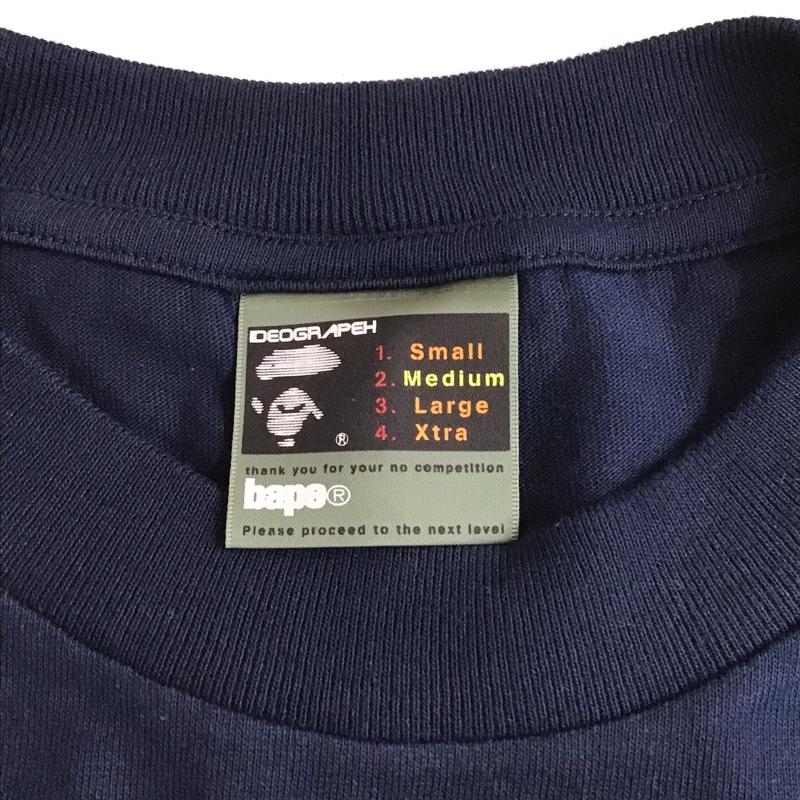 IDEOGRAPEH
1. Small
2. Medium
3. Large
4. Xtra
®
thank you for your no competition
bape®
Please proceed to the next level